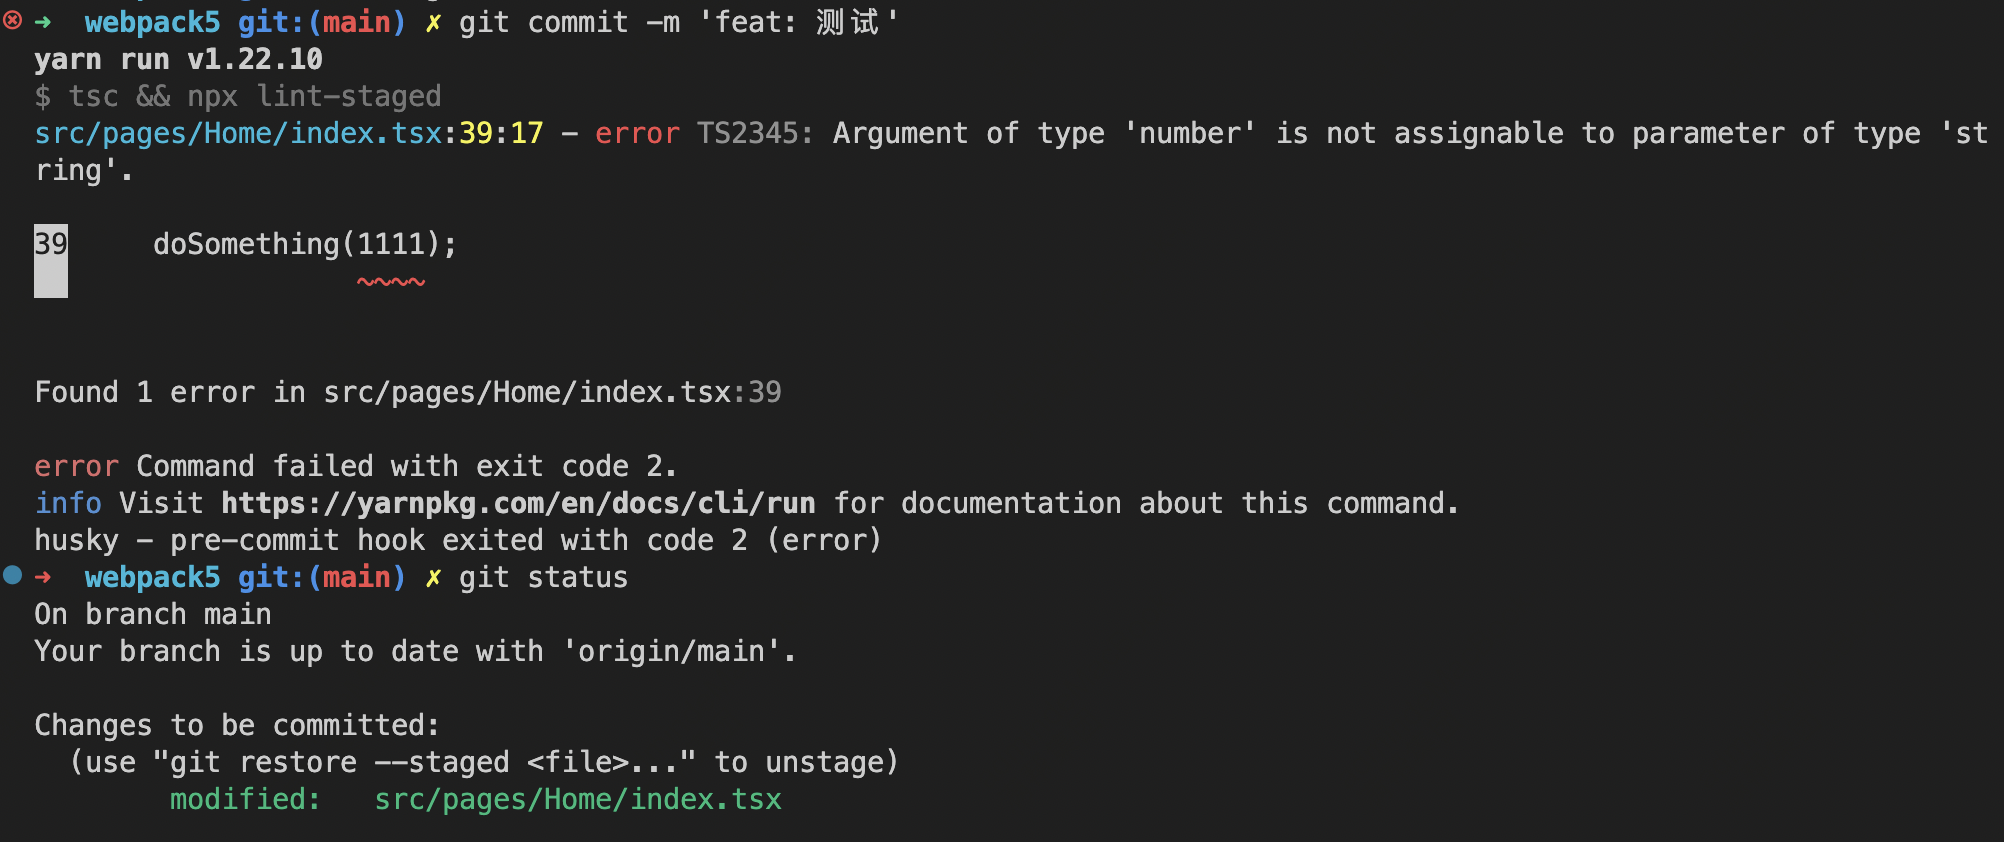 ➜  webpack5 git:(main) ✗ git commit -m 'feat: 测试'
yarn run v1.22.10
$ tsc && npx lint-staged
src/pages/Home/index.tsx:39:17 - error TS2345: Argument of type 'number' is not assignable to parameter of type 'st
ring'.
39     doSomething(1111);
~~~~
Found 1 error in src/pages/Home/index.tsx:39
error Command failed with exit code 2.
info Visit https://yarnpkg.com/en/docs/cli/run for documentation about this command.
husky - pre-commit hook exited with code 2 (error)
➜  webpack5 git:(main) ✗ git status
On branch main
Your branch is up to date with 'origin/main'.
Changes to be committed:
(use "git restore --staged <file>..." to unstage)
modified:   src/pages/Home/index.tsx